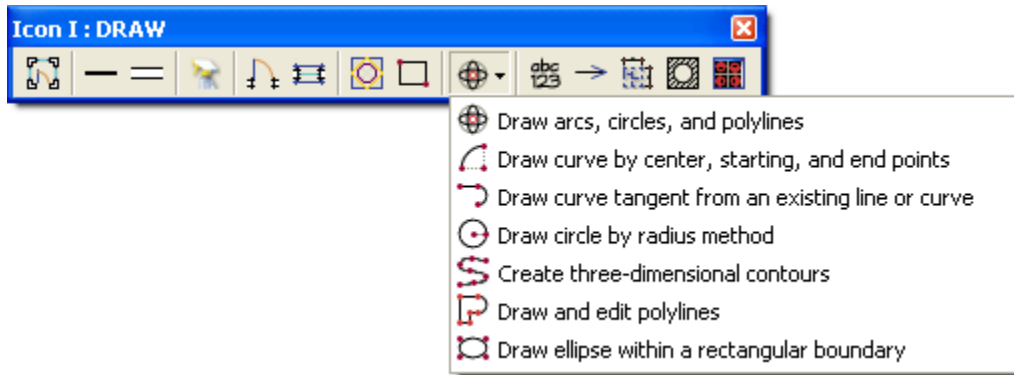 Icon I : DRAW
abc
123
Draw arcs, circles, and polylines
Draw curve by center, starting, and end points
Draw curve tangent from an existing line or curve
Draw circle by radius method
Create three-dimensional contours
Draw and edit polylines
Draw ellipse within a rectangular boundary